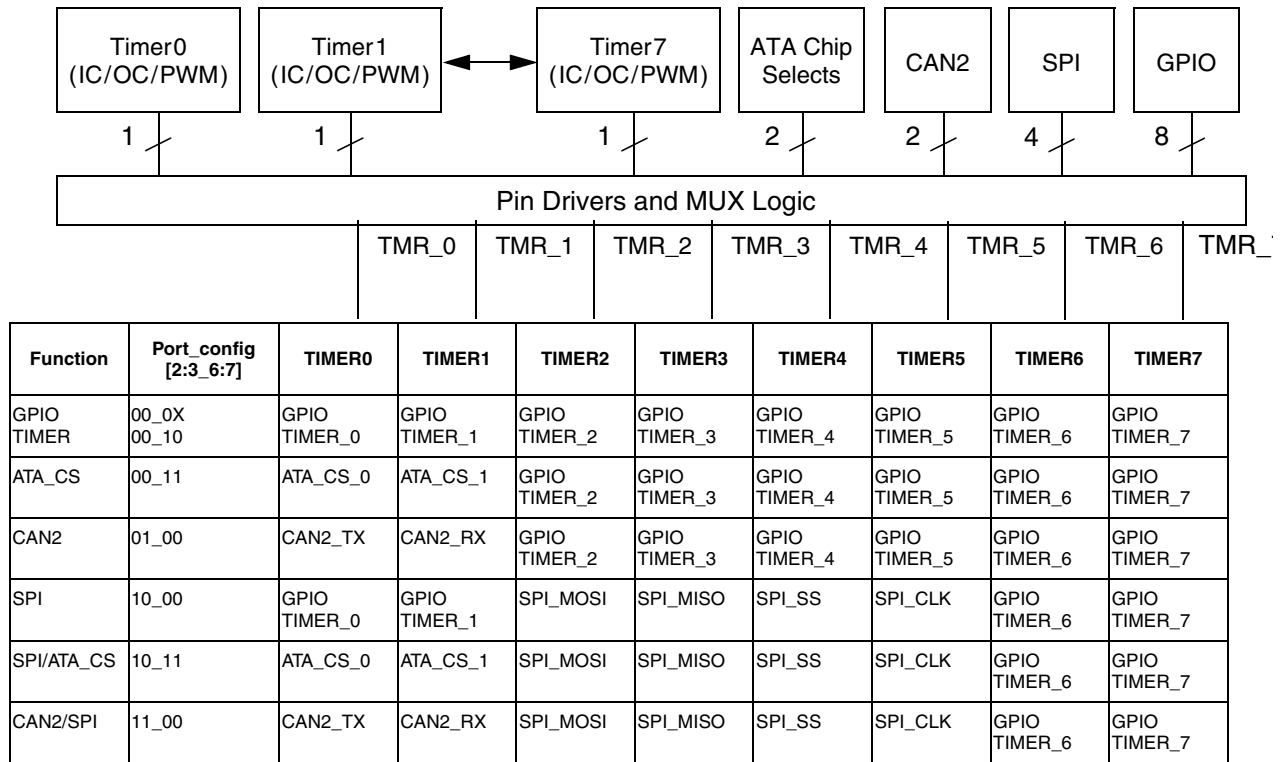 Timer0
(IC/OC/PWM)
Timer1
(IC/OC/PWM)
Timer7
(IC/OC/PWM)
ATA Chip
Selects
CAN2
SPI
GPIO
1
1
1
2
2
4
8
Pin Drivers and MUX Logic
TMR_0
TMR_1
TMR_2
TMR_3
TMR_4
TMR_5
TMR_6
TMR_
Function
Port_config
[2:3_6:7]
TIMER0
TIMER1
TIMER2
TIMER3
TIMER4
TIMER5
TIMER6
TIMER7
GPIO
TIMER
00_0X
00_10
GPIO
TIMER_0
GPIO
TIMER_1
GPIO
TIMER_2
GPIO
TIMER_3
GPIO
TIMER_4
GPIO
TIMER_5
GPIO
TIMER_6
GPIO
TIMER_7
ATA_CS
00_11
ATA_CS_0
ATA_CS_1
GPIO
TIMER_2
GPIO
TIMER_3
GPIO
TIMER_4
GPIO
TIMER_5
GPIO
TIMER_6
GPIO
TIMER_7
CAN2
01_00
CAN2_TX
CAN2_RX
GPIO
TIMER_2
GPIO
TIMER_3
GPIO
TIMER_4
GPIO
TIMER_5
GPIO
TIMER_6
GPIO
TIMER_7
SPI
10_00
GPIO
TIMER_0
GPIO
TIMER_1
SPI_MOSI
SPI_MISO
SPI_SS
SPI_CLK
GPIO
TIMER_6
GPIO
TIMER_7
SPI/ATA_CS
10_11
ATA_CS_0
ATA_CS_1
SPI_MOSI
SPI_MISO
SPI_SS
SPI_CLK
GPIO
TIMER_6
GPIO
TIMER_7
CAN2/SPI
11_00
CAN2_TX
CAN2_RX
SPI_MOSI
SPI_MISO
SPI_SS
SPI_CLK
GPIO
TIMER_6
GPIO
TIMER_7